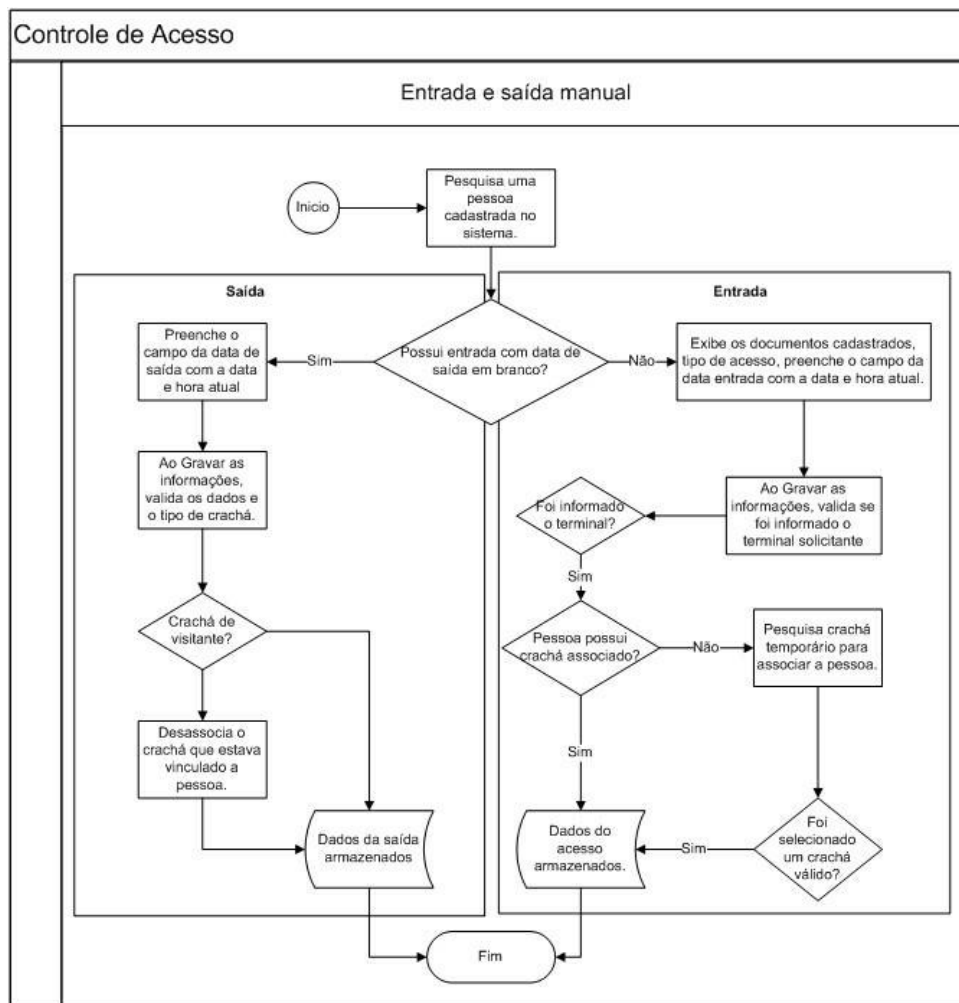 Controle de Acesso
Entrada e saída manual
Inicio
Pesquisa uma
pessoa
cadastrada no
sistema.
Saída
Entrada
Preenche o
campo da data de
saída com a data
e hora atual
Sim
Possui entrada com data de
saída em branco?
Não
Exibe os documentos cadastrados,
tipo de acesso, preenche o campo da
data entrada com a data e hora atual.
Ao Gravar as
informações,
valida os dados e
o tipo de crachá.
Foi informado
o terminal?
Ao Gravar as
informações, valida se
foi informado o
terminal solicitante
Sim
Crachá de
visitante?
Pessoa possui
crachá associado?
Não
Pesquisa crachá
temporário para
associar a pessoa.
Desassocia o
crachá que estava
vinculado a
pessoa.
Sim
Dados da saída
armazenados
Dados do
acesso
armazenados.
Sim
Foi
selecionado
um crachá
válido?
Fim